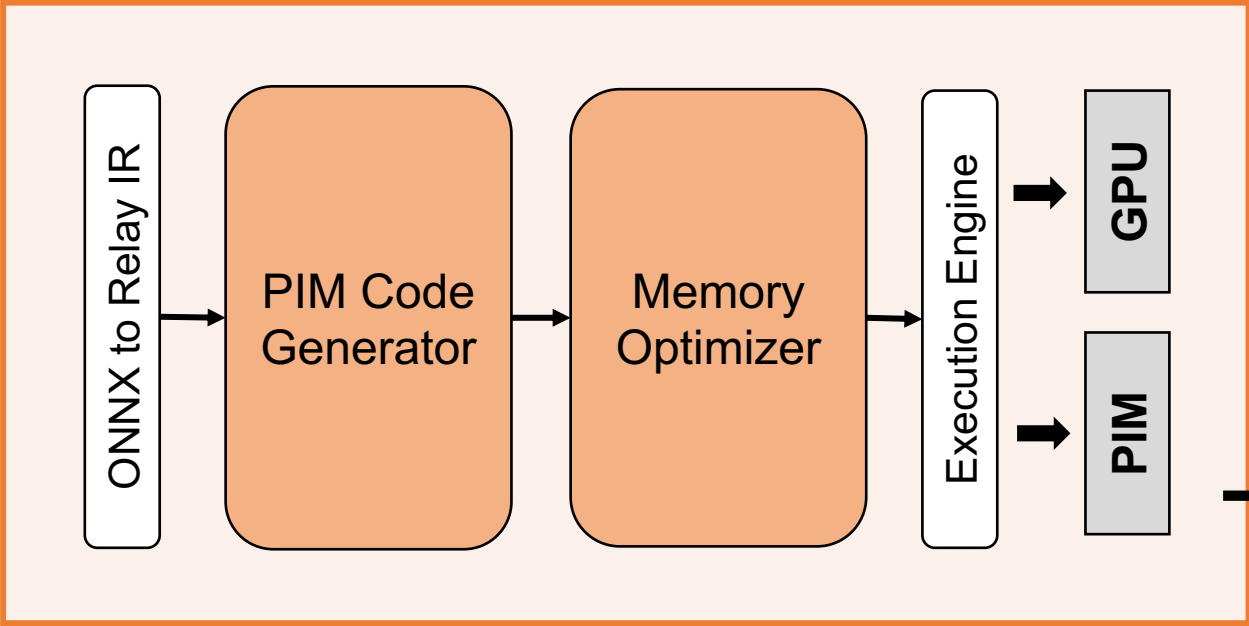 ONNX to Relay IR
PIM Code
Generator
Memory
Optimizer
Execution Engine
GPU
PIM